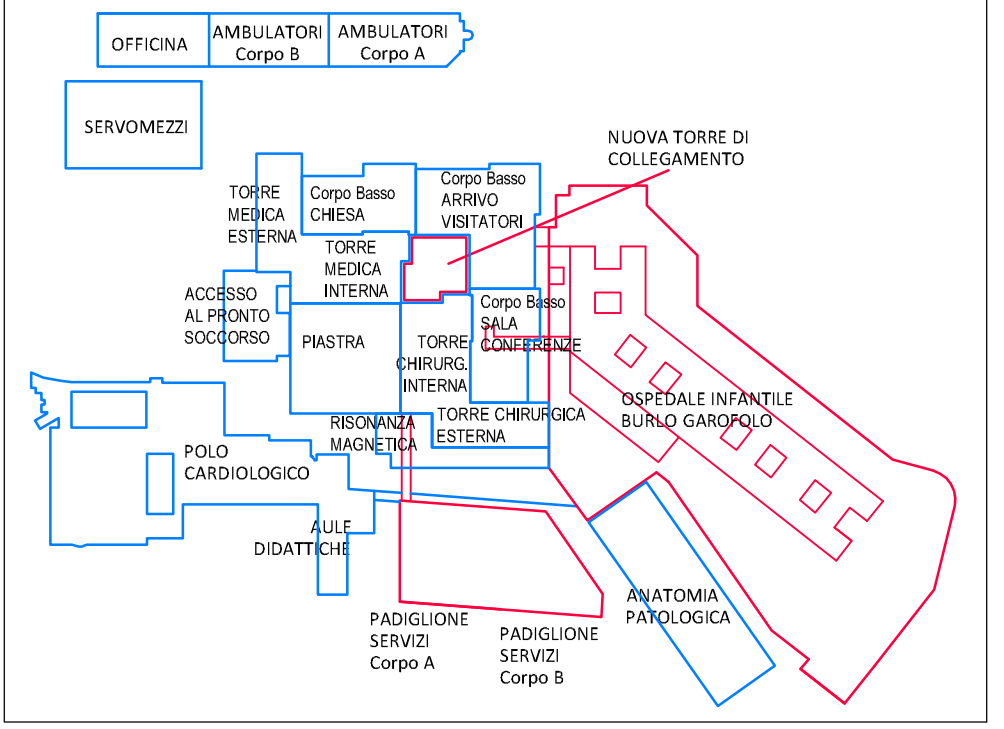 OFFICINA
AMBULATORI
Corpo B
AMBULATORI
Corpo A
SERVOMEZZI
NUOVA TORRE DI
COLLEGAMENTO
TORRE
MEDICA
ESTERNA
Corpo Basso
CHIESA
Corpo Basso
ARRIVO
VISITATORI
TORRE
MEDICA
INTERNA
ACCESSO
AL PRONTO
SOCCORSO
PIASTRA
Corpo Basso
SALA
CONFERENZE
TORRE
CHIRURG.
INTERNA
OSPEDALE INFANTILE
BURLO GAROFOLO
RISONANZA
MAGNETICA
TORRE CHIRURGICA
ESTERNA
POLO
CARDIOLOGICO
AULE
DIDATTICHE
ANATOMIA
PATOLOGICA
PADIGLIONE
SERVIZI
Corpo A
PADIGLIONE
SERVIZI
Corpo B